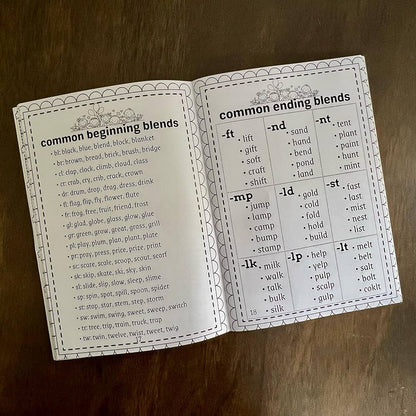 common beginning blends
• bl: black, blue, blend, block, blanket
• br: brown, bread, brick, brush,
• cl: clap, clock, climb, cloud, class
• cr: crib, crack, crown
• dr: drum, drop, drag, dress, drink
• fl: flag, flip, fly, flower, flute
• fr: frog, free, fruit, friend, frost
• gl: glad, globe, glass, glow, glue
• gr: green, grow, great, grass, grill
• pl: play, plum, plan, plant, plate
• pr: pray, press, price, print
• sc: scare, scale, scoop, scout, scarf
• sk: skip, skate, ski, sky, skin
• sl: slide, slip, slow, sleep, slime
• sp: spin, spot, spill, spoon, spider
• st: stop, star, stem, step, storm
• sw: swim, swing, sweet, sweep, switch
• tr: tree, trip, train, truck, trap
• tw: twin, twelve, twist, tweet, twig
common ending blends
-ft
• lift
• gift
• soft
• craft
• shift
-nd
• sand
• hand
• bend
• pond
• land
-nt
• tent
• plant
• paint
• hunt
• mint
-mp
• jump
• lamp
• camp
• bump
• stamp
-ld
• gold
• cold
• fold
• hold
• build
-st
• fast
• last
• mist
• nest
• list
-lk
• milk
• walk
• talk
• bulk
• silk
-lp
• help
• yelp
• pulp
• scalp
• gulp
-lt
• melt
• belt
• salt
• bolt
• colt
18